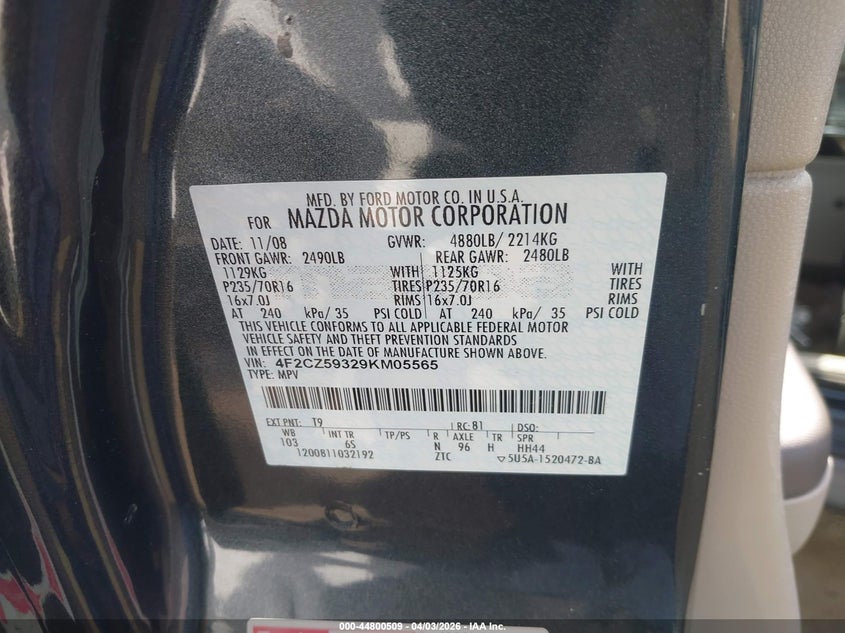 MFD. BY FORD MOTOR CO. IN U.S.A.
FOR MAZDA MOTOR CORPORATION
DATE: 11/08 GVWR: 4880LB/ 2214KG
FRONT GAWR: 2490LB REAR GAWR: 2480LB
1129KG WITH 1125KG WITH
P235/70R16 TIRES P235/70R16 TIRES
16x7.0J RIMS 16x7.0J RIMS
AT 240 kPa/ 35 PSI COLD AT 240 kPa/ 35 PSI COLD
THIS VEHICLE CONFORMS TO ALL APPLICABLE FEDERAL MOTOR
VEHICLE SAFETY AND THEFT PREVENTION STANDARDS
IN EFFECT ON THE DATE OF MANUFACTURE SHOWN ABOVE.
VIN: 4F2CZ59329KM05565
TYPE: MPV
EXT PNT: T9 RC: 81 DSO:
WB INT TR TP/PS R AXLE TR SPR
103 6S N 96 H HH44
120081103219​2 ZTC 5U5A-1520472-BA
000-44800509 - 04/03/2026 - IAA Inc.